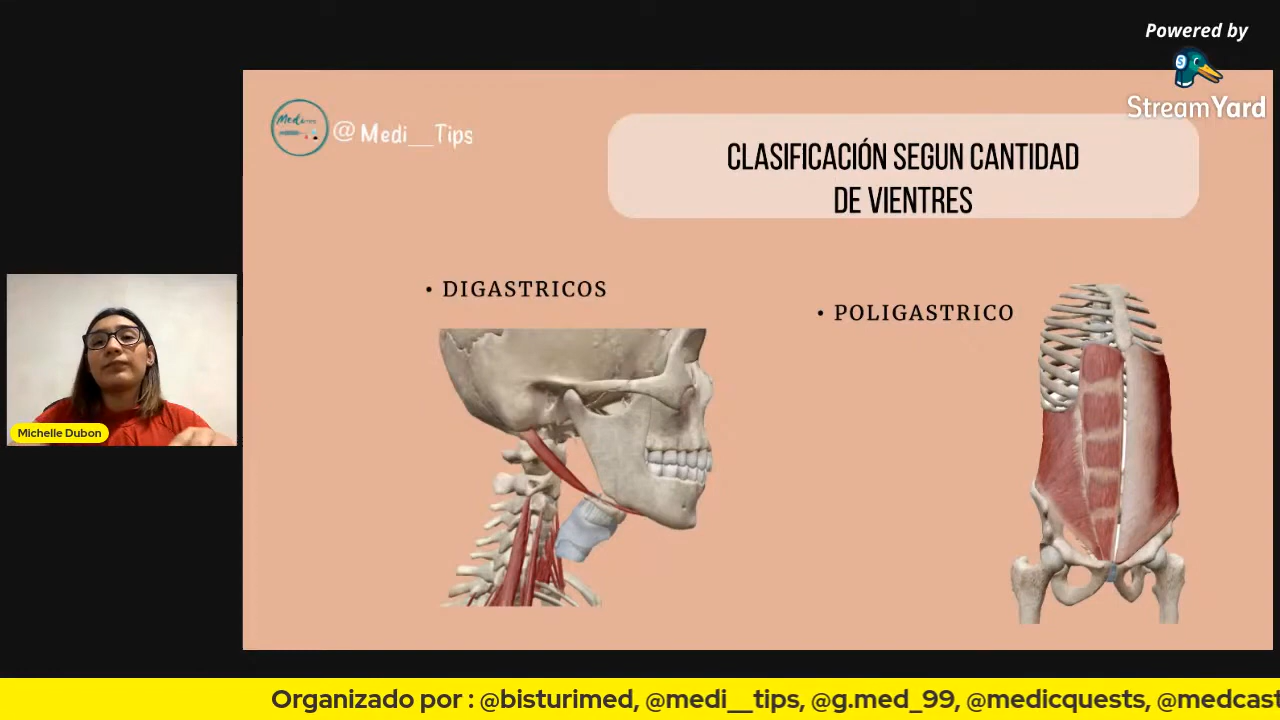 Powered by
StreamYard
Medi
@Medi__Tips
CLASIFICACIÓN SEGUN CANTIDAD
DE VIENTRES
• DIGASTRICOS
• POLIGASTRICO
Michelle Dubon
Organizado por : @bisturimed, @medi__tips, @g.med_99, @medicquests, @medcast